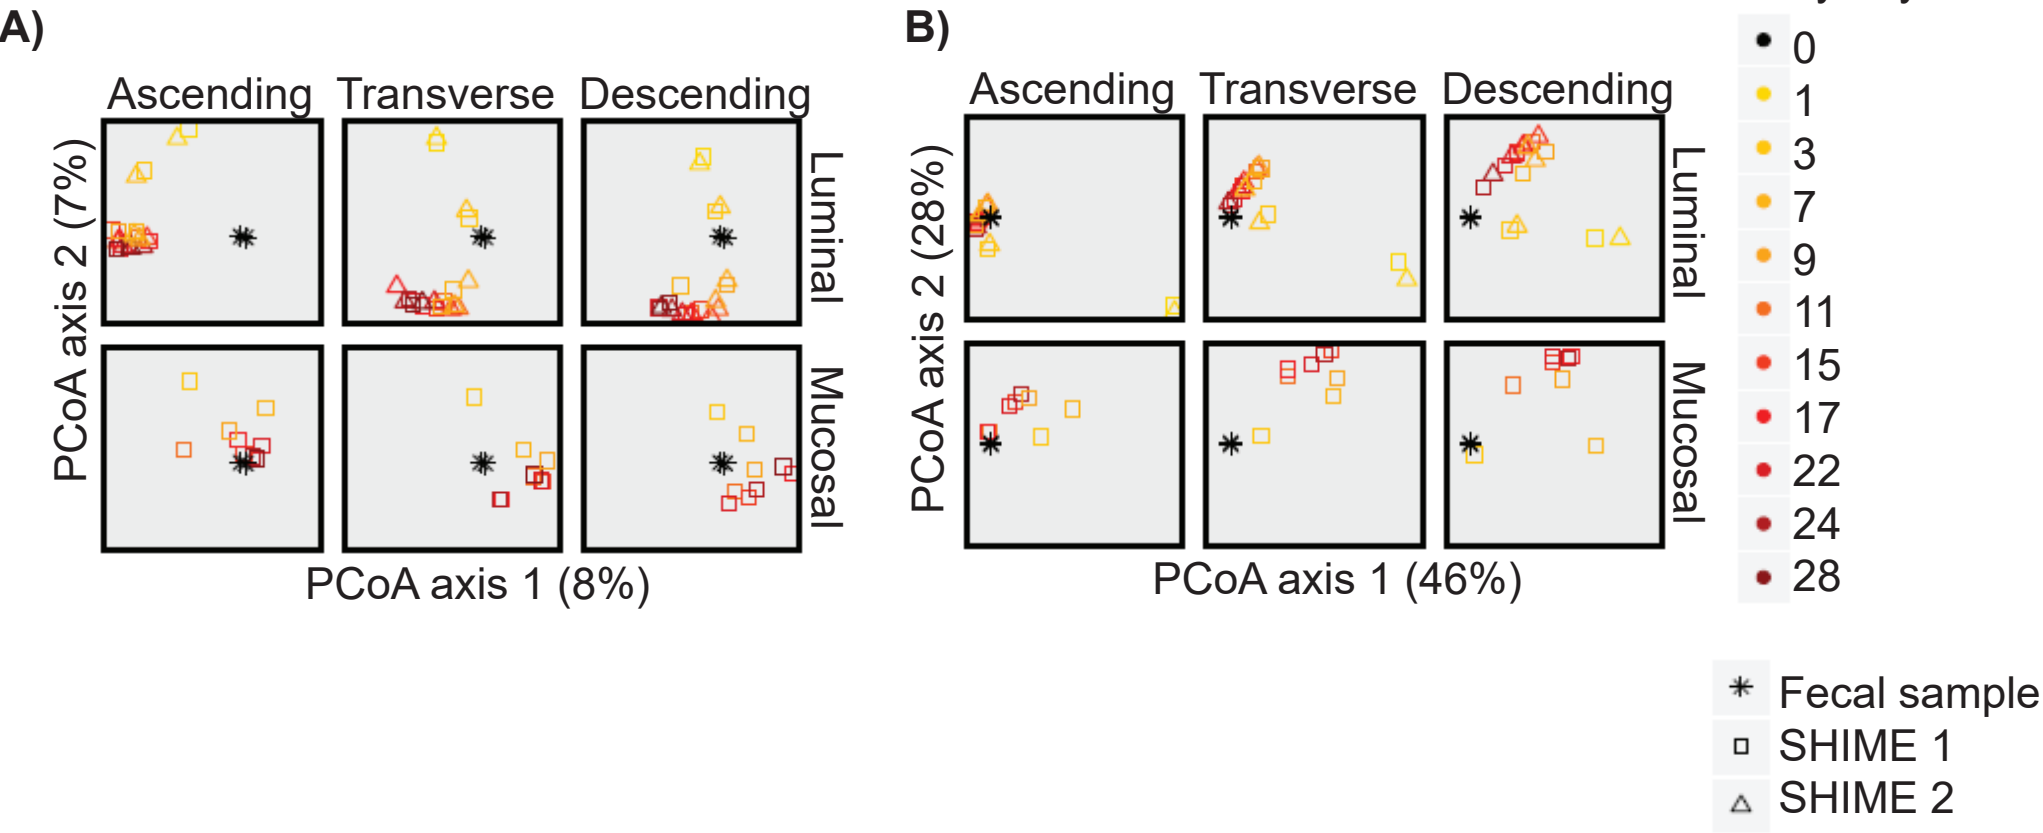 A)
Ascending Transverse Descending
PCoA axis 2 (7%)
Luminal
Mucosal
PCoA axis 1 (8%)
B)
Ascending Transverse Descending
PCoA axis 2 (28%)
Luminal
Mucosal
PCoA axis 1 (46%)
0
1
3
7
9
11
15
17
22
24
28
Fecal sample
SHIME 1
SHIME 2